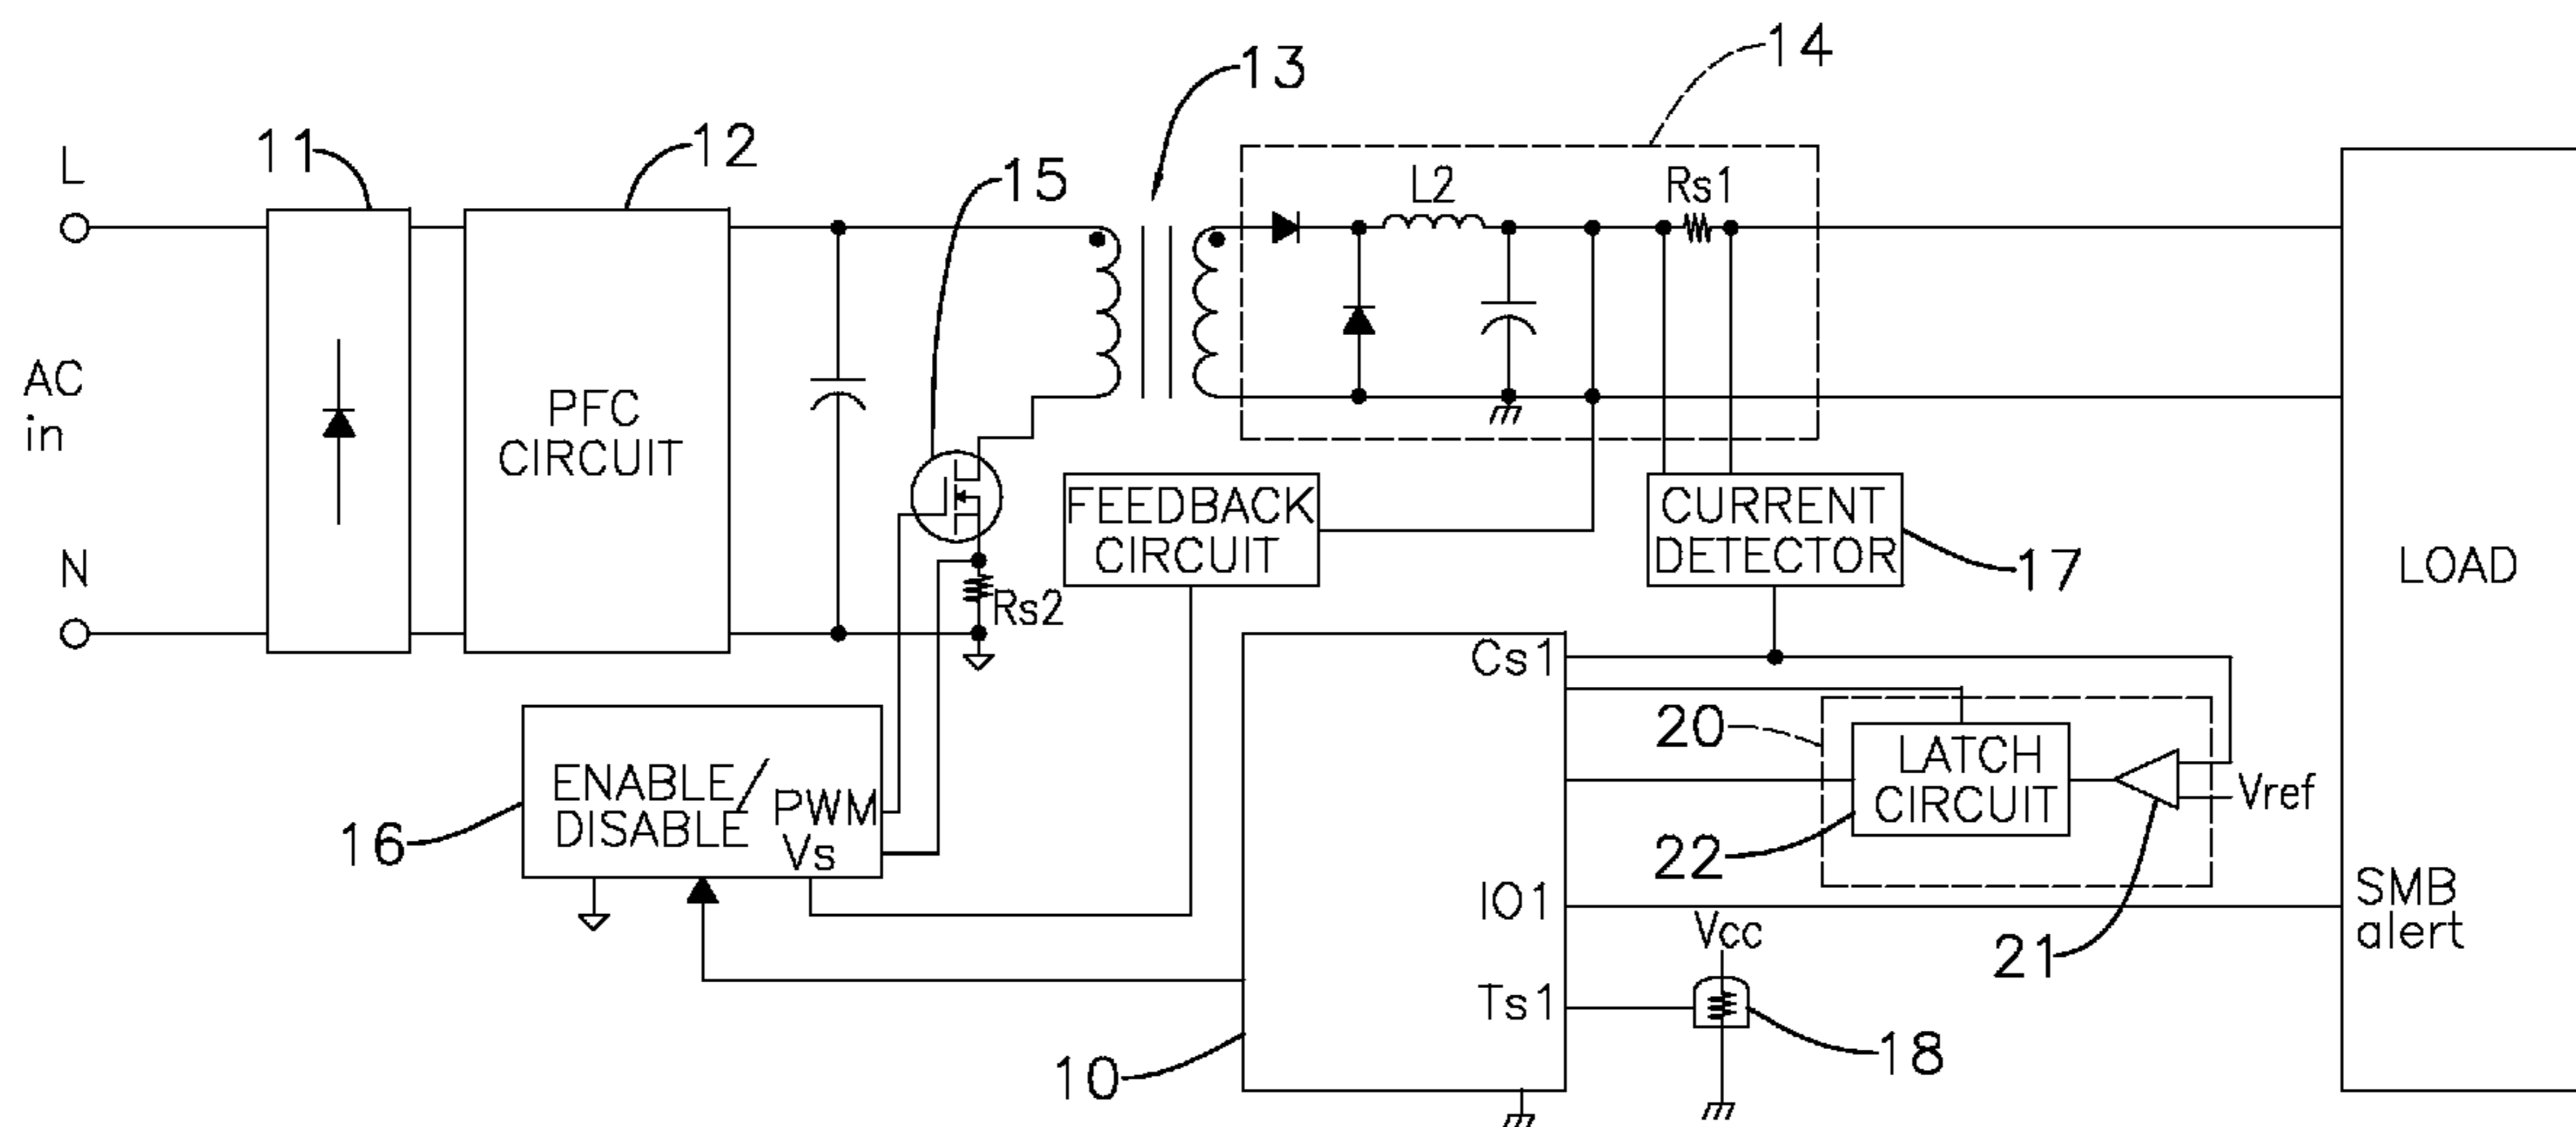 14
13
11
12
15
L
L2
Rs1
AC
in
PFC
CIRCUIT
FEEDBACK
CIRCUIT
CURRENT
DETECTOR
17
LOAD
N
Rs2
Cs1
20
LATCH
CIRCUIT
Vref
ENABLE/
DISABLE
PWM
Vs
16
22
IO1
SMB
alert
Vcc
21
Ts1
18
10